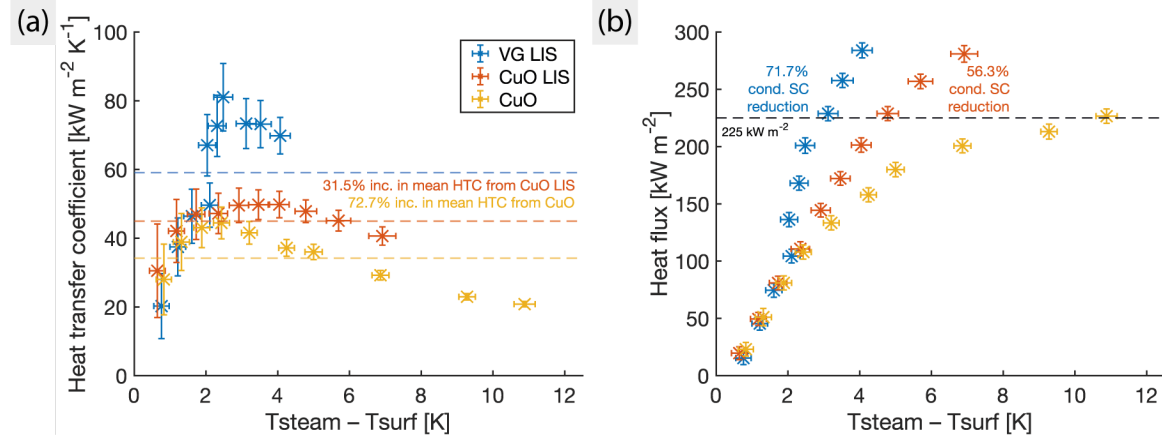 (a)
Heat transfer coefficient [kW m⁻² K⁻¹]
100
80
60
40
20
0
VG LIS
CuO LIS
CuO
31.5% inc. in mean HTC from CuO LIS
72.7% inc. in mean HTC from CuO
0 2 4 6 8 10 12
Tsteam – Tsurf [K]
(b)
Heat flux [kW m⁻²]
300
250
200
150
100
50
0
71.7%
cond. SC
reduction
56.3%
cond. SC
reduction
225 kW m⁻²
0 2 4 6 8 10 12
Tsteam – Tsurf [K]